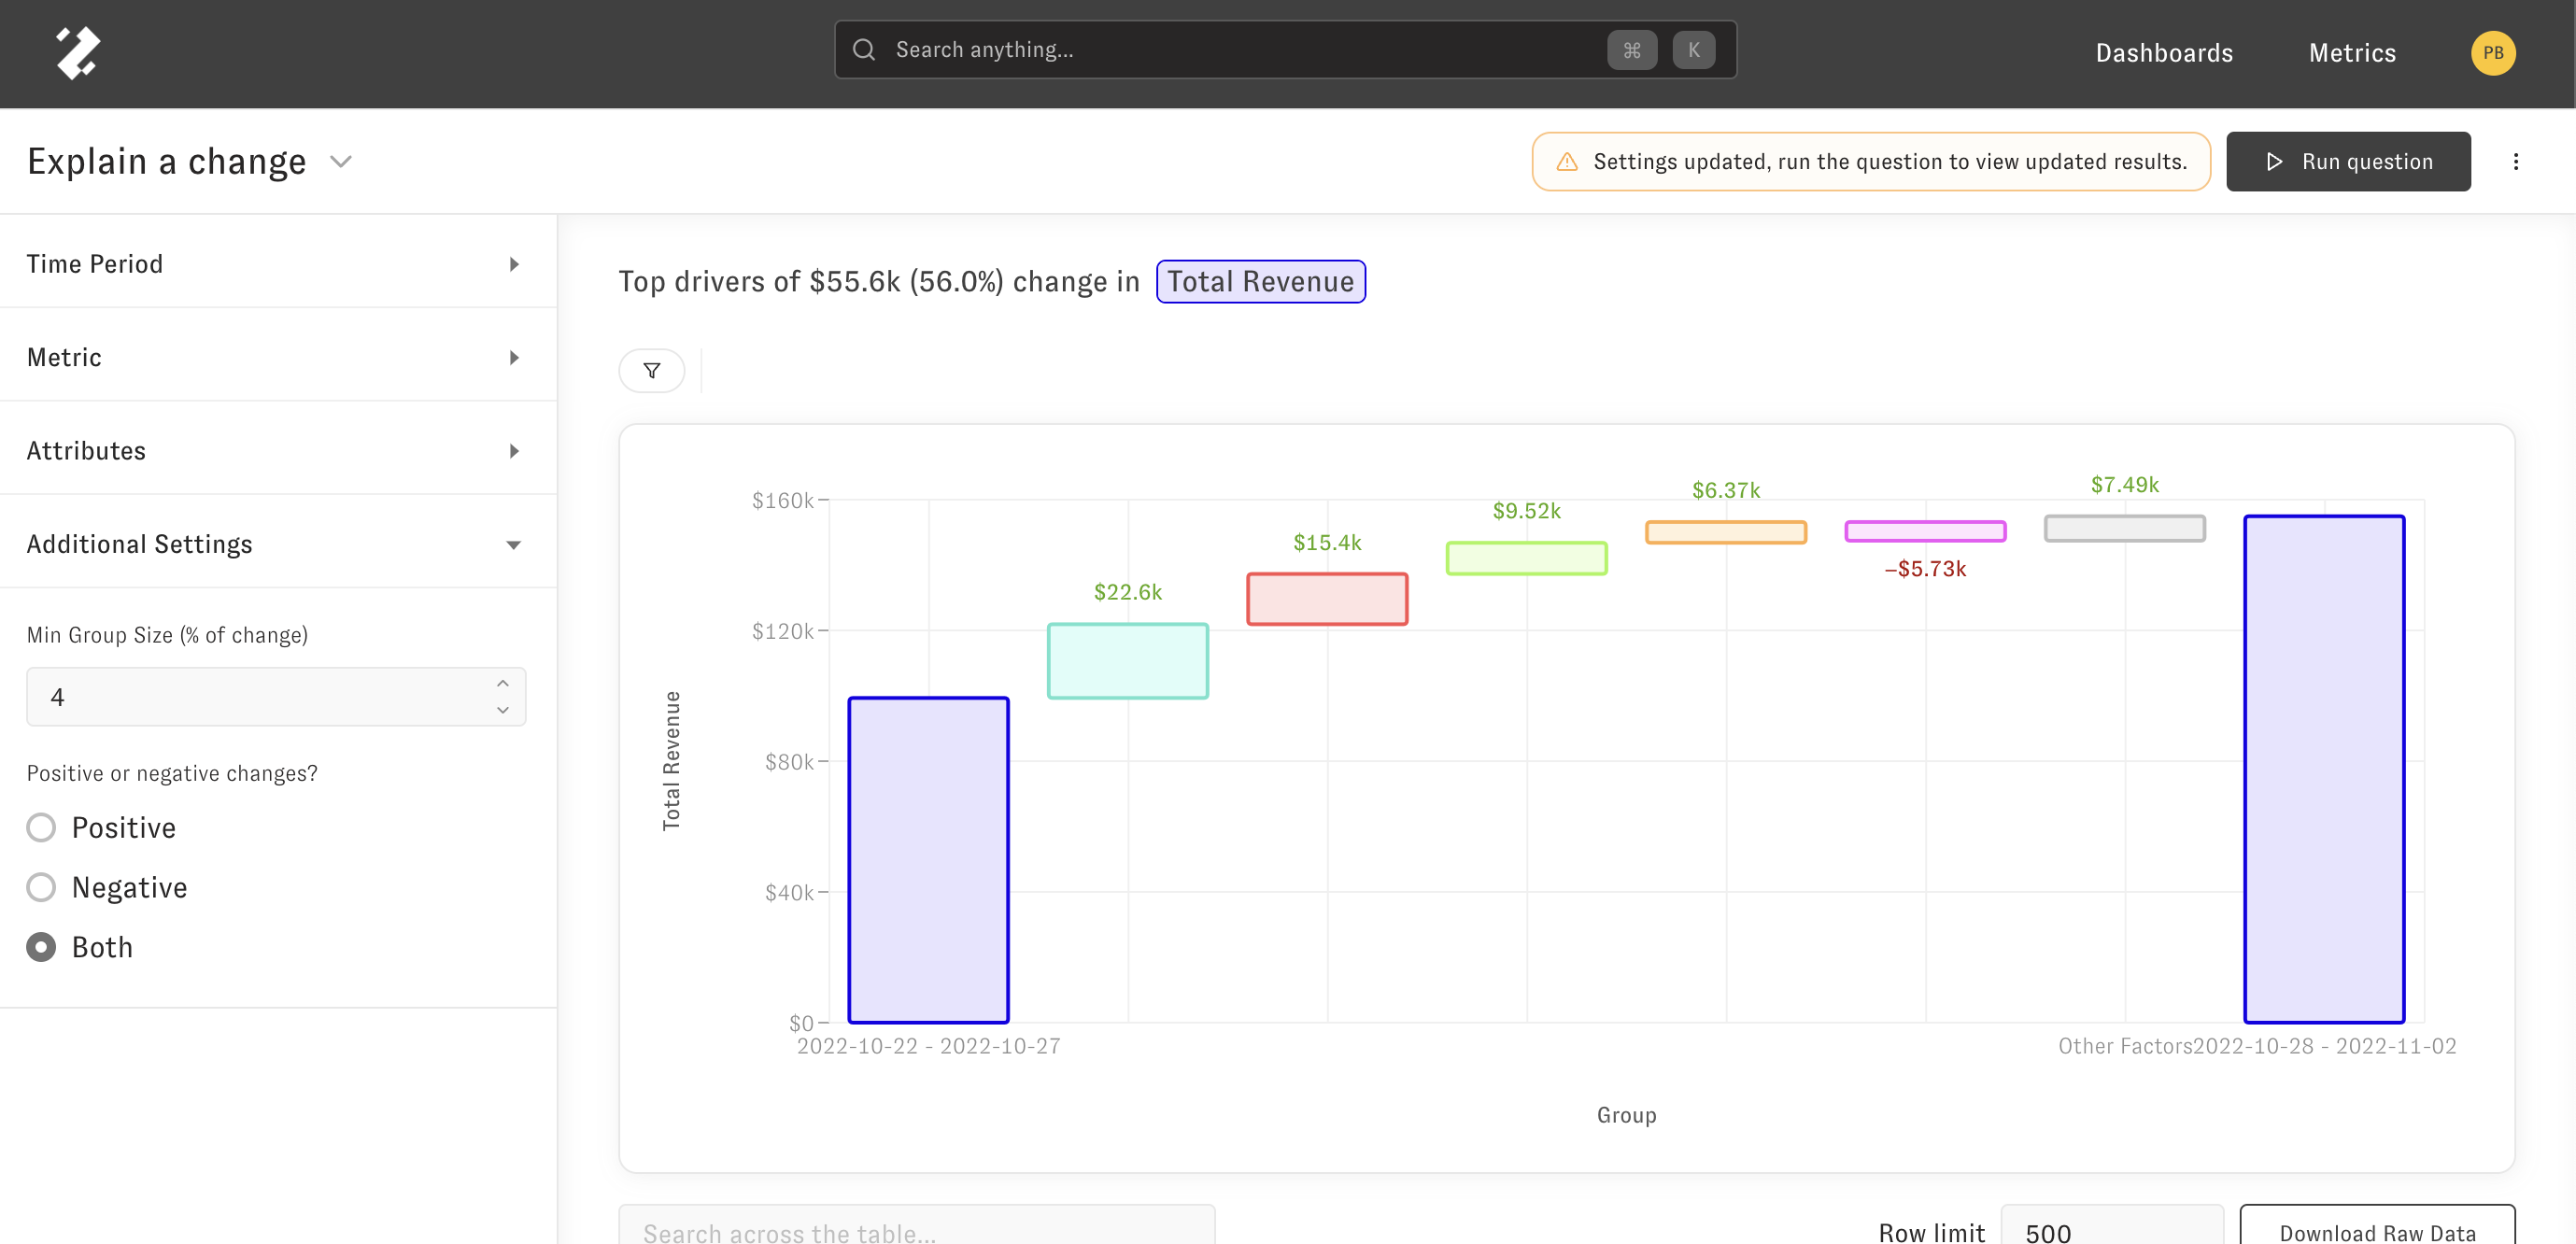 Search anything...
⌘ K
Dashboards
Metrics
PB
Explain a change
Settings updated, run the question to view updated results.
Run question
Time Period
Metric
Attributes
Additional Settings
Min Group Size (% of change)
4
Positive or negative changes?
Positive
Negative
Both
Top drivers of $55.6k (56.0%) change in Total Revenue
$160k
$120k
$80k
$40k
$0
Total Revenue
$22.6k
$15.4k
$9.52k
$6.37k
–$5.73k
$7.49k
2022-10-22 - 2022-10-27
Other Factors
2022-10-28 - 2022-11-02
Group
Search across the table...
Row limit
500
Download Raw Data